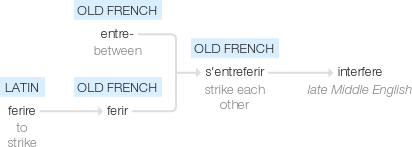 OLD FRENCH
entre-
between
OLD FRENCH
s'entreferir
strike each
other
interfere
late Middle English
LATIN
ferire
to
strike
OLD FRENCH
ferir